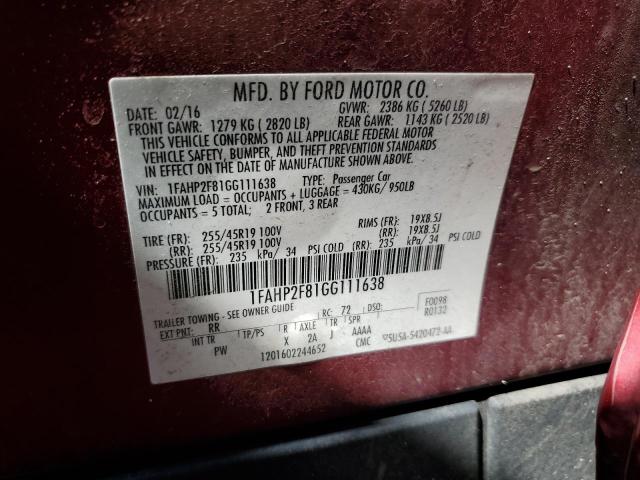 MFD. BY FORD MOTOR CO.
DATE: 02/16 GVWR: 2386 KG ( 5260 LB)
FRONT GAWR: 1279 KG ( 2820 LB) REAR GAWR: 1143 KG ( 2520 LB)
THIS VEHICLE CONFORMS TO ALL APPLICABLE FEDERAL MOTOR
VEHICLE SAFETY, BUMPER, AND THEFT PREVENTION STANDARDS
IN EFFECT ON THE DATE OF MANUFACTURE SHOWN ABOVE.
VIN: 1FAHP2F81GG111638 TYPE: Passenger Car
MAXIMUM LOAD = OCCUPANTS + LUGGAGE = 430KG/ 950LB
OCCUPANTS = 5 TOTAL; 2 FRONT, 3 REAR
TIRE (FR): 255/45R19 100V RIMS (FR): 19X8.5J
(RR): 255/45R19 100V (RR): 19X8.5J
PRESSURE (FR): 235 kPa/ 34 PSI COLD (RR): 235 kPa/ 34 PSI COLD
1FAHP2F81GG111638
TRAILER TOWING - SEE OWNER GUIDE
EXT PNT: RR RC: 72 DSO: F0098
R0132
INT TR TP/PS R AXLE TR SPR
PW X 2A J AAAA
1201602244652 CMC 5USA-5420472-AA